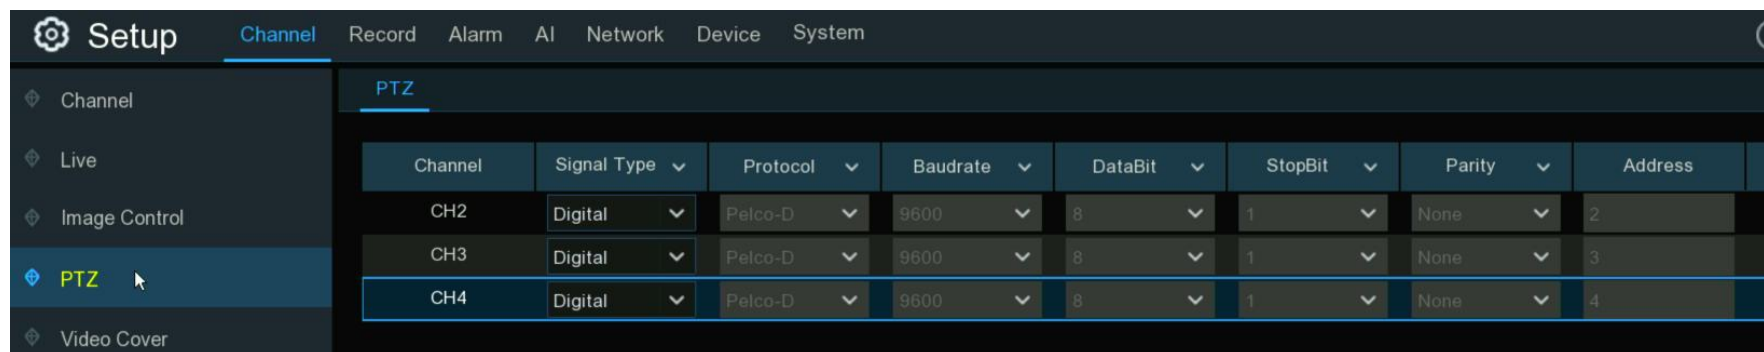 Setup Channel Record Alarm AI Network Device System
Channel
PTZ
Live
Channel Signal Type Protocol Baudrate DataBit StopBit Parity Address
Image Control
CH2 Digital Pelco-D 9600 8 1 None 2
CH3 Digital Pelco-D 9600 8 1 None 3
PTZ
CH4 Digital Pelco-D 9600 8 1 None 4
Video Cover